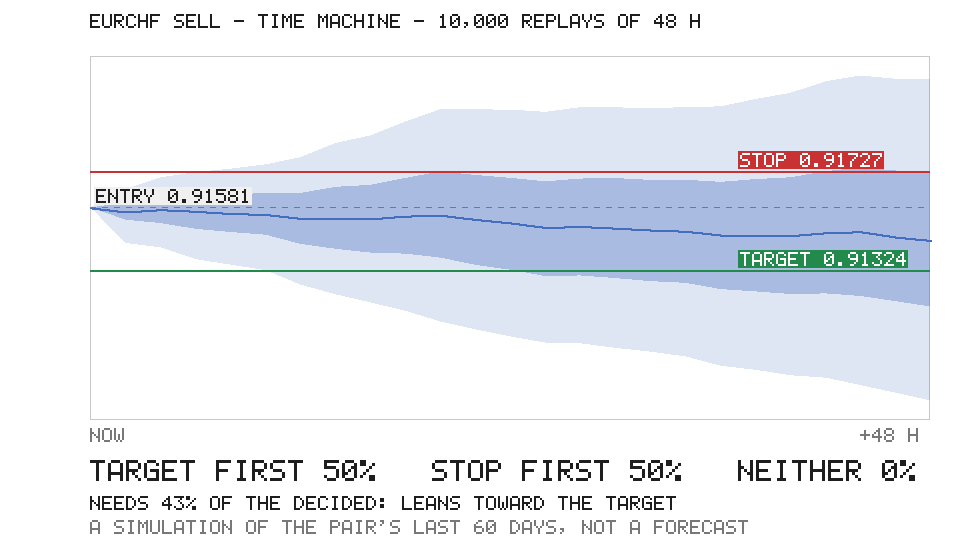 EURCHF SELL – TIME MACHINE – 10,000 REPLAYS OF 48 H
STOP 0.91727
ENTRY 0.91581
TARGET 0.91324
NOW
+48 H
TARGET FIRST 50% STOP FIRST 50% NEITHER 0%
NEEDS 43% OF THE DECIDED: LEANS TOWARD THE TARGET
A SIMULATION OF THE PAIR'S LAST 60 DAYS, NOT A FORECAST